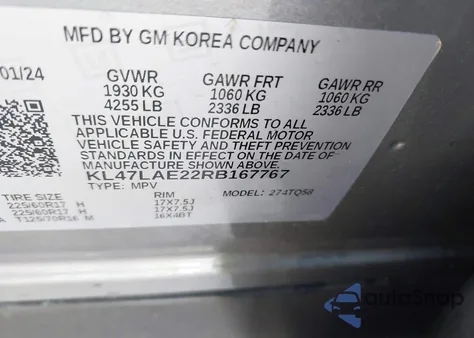 MFD BY GM KOREA COMPANY
01/24 GVWR GAWR FRT GAWR RR
1930 KG 1060 KG 1060 KG
4255 LB 2336 LB 2336 LB
THIS VEHICLE CONFORMS TO ALL
APPLICABLE U.S. FEDERAL MOTOR
VEHICLE SAFETY AND THEFT PREVENTION
STANDARDS IN EFFECT ON THE DATE OF
KL47LAE22RB167767
TYPE: MPV MODEL: 274TQ58
TIRE SIZE RIM
225/60R17 H 17X7.5J
225/60R17 H 17X7.5J
T125/70R16 M 16X4BT
autoSnap